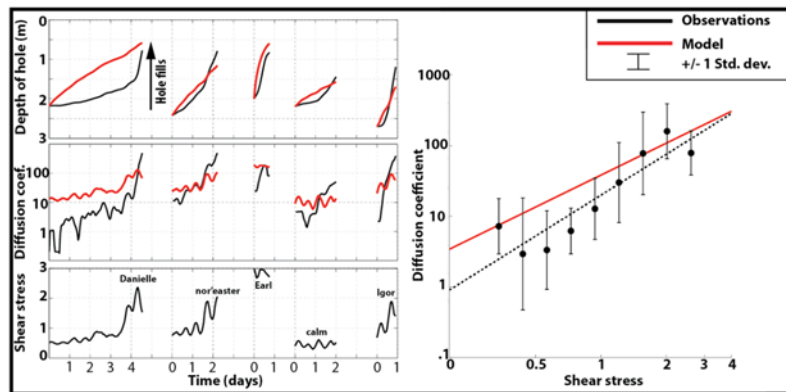 Observations
Model
+/- 1 Std. dev.
Depth of hole (m)
0
1
2
3
Hole fills
Diffusion coef.
100
10
1
Shear stress
3
2
1
0
Danielle
nor'easter
Earl
calm
Igor
1 2 3 4 0 1 2 0 1 2 0 1 2 0 1
Time (days)
Diffusion coefficient
1000
100
10
1
.1
0 0.5 1 2 3 4
Shear stress